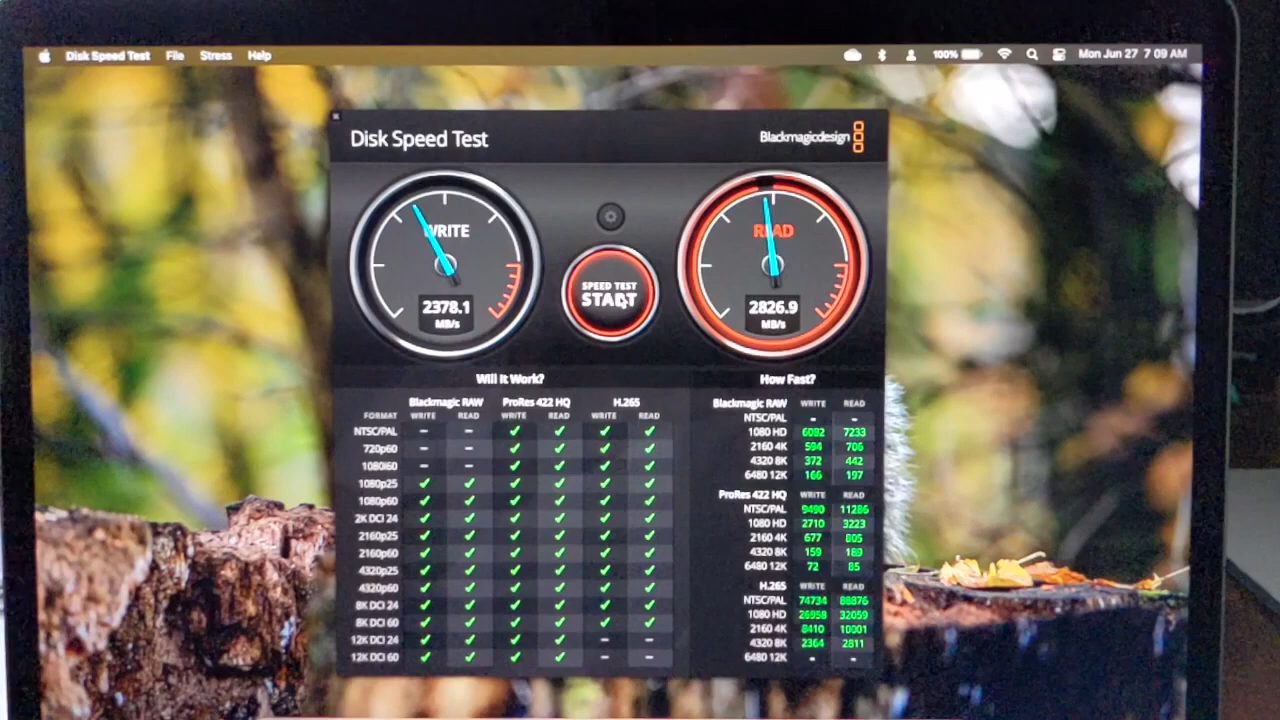 Disk Speed Test File Stress Help 100% Mon Jun 27 7:09 AM
Disk Speed Test Blackmagicdesign
WRITE
2378.1
MB/s
SPEED TEST
START
READ
2826.9
MB/s
Will It Work?
Blackmagic RAW ProRes 422 HQ H.265
FORMAT WRITE READ WRITE READ WRITE READ
NTSC/PAL – – ✓ ✓ ✓ ✓
720p60 – – ✓ ✓ ✓ ✓
1080i60 – – ✓ ✓ ✓ ✓
1080p25 ✓ ✓ ✓ ✓ ✓ ✓
1080p60 ✓ ✓ ✓ ✓ ✓ ✓
2K DCI 24 ✓ ✓ ✓ ✓ ✓ ✓
2160p25 ✓ ✓ ✓ ✓ ✓ ✓
2160p60 ✓ ✓ ✓ ✓ ✓ ✓
4320p25 ✓ ✓ ✓ ✓ ✓ ✓
4320p60 ✓ ✓ ✓ ✓ ✓ ✓
8K DCI 24 ✓ ✓ ✓ ✓ ✓ ✓
8K DCI 60 ✓ ✓ ✓ ✓ ✓ ✓
12K DCI 24 ✓ ✓ ✓ ✓ – –
12K DCI 60 ✓ ✓ ✓ ✓ – –
How Fast?
Blackmagic RAW WRITE READ
NTSC/PAL - -
1080 HD 6092 7233
2160 4K 594 706
4320 8K 372 442
6480 12K 166 197
ProRes 422 HQ WRITE READ
NTSC/PAL 9490 11286
1080 HD 2710 3223
2160 4K 677 805
4320 8K 159 189
6480 12K 72 85
H.265 WRITE READ
NTSC/PAL 74734 88876
1080 HD 26958 32059
2160 4K 8410 10001
4320 8K 2364 2811
6480 12K - -